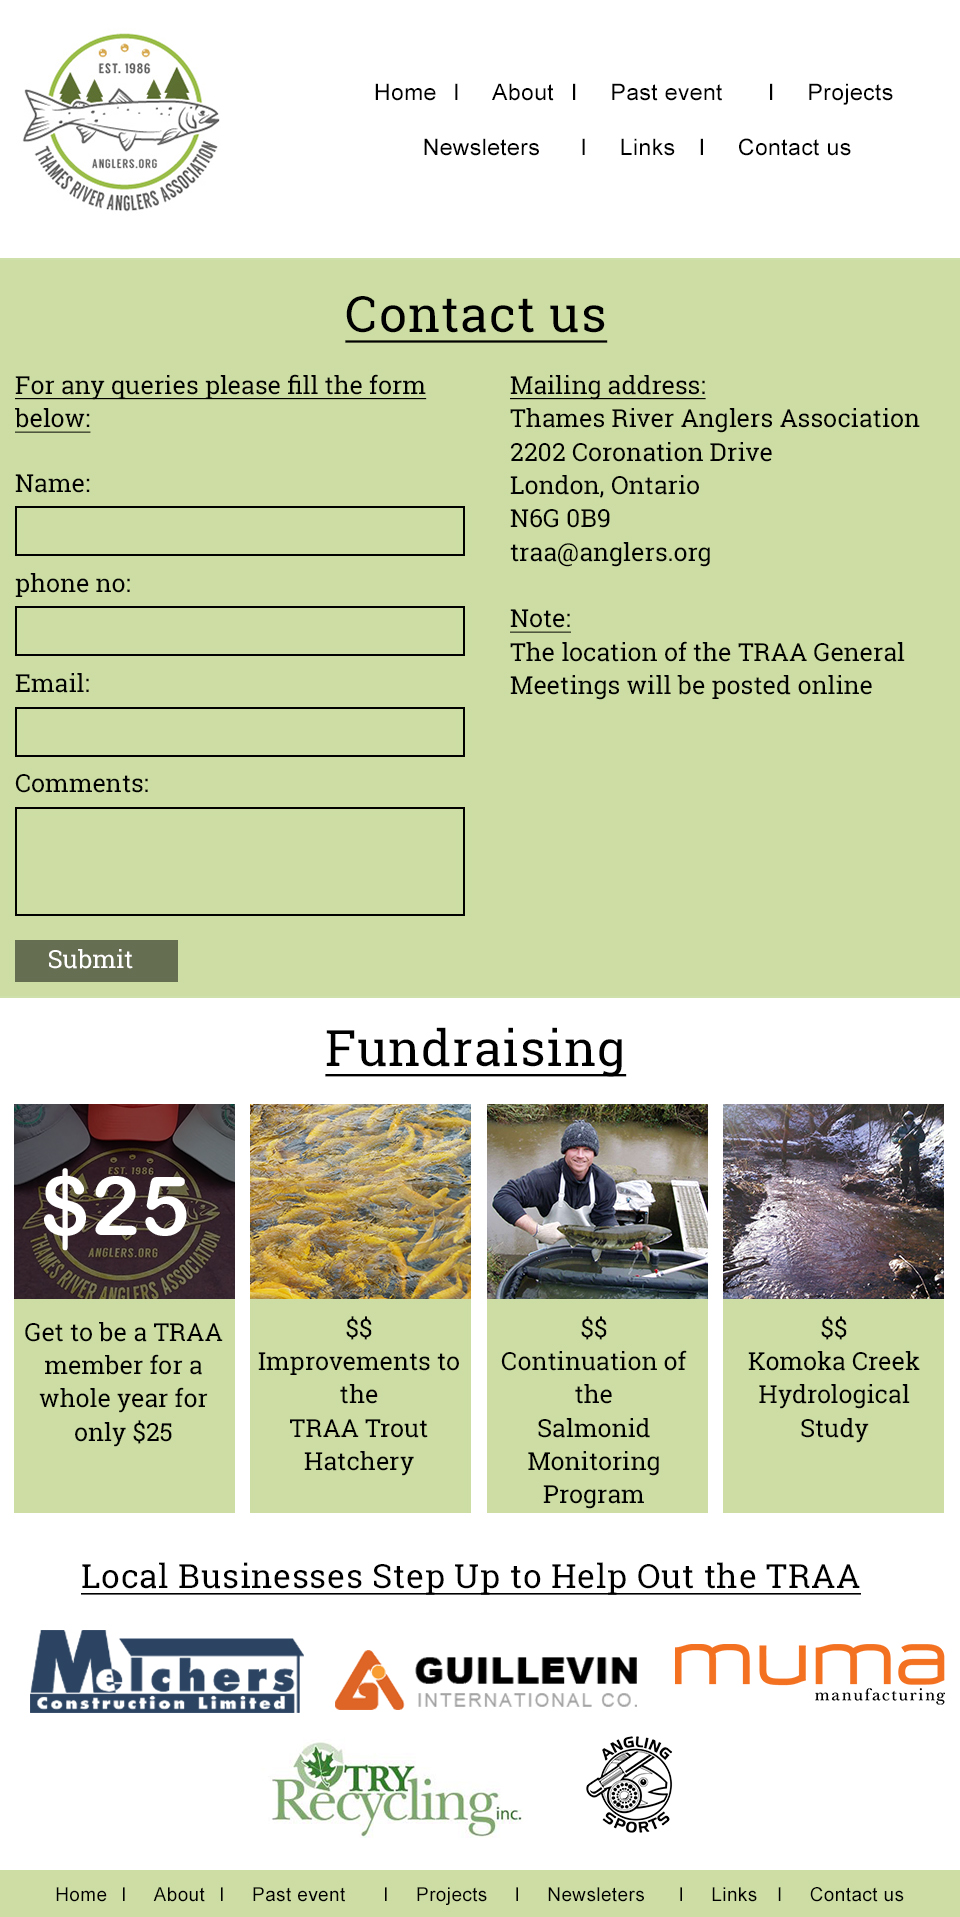 EST. 1986
ANGLERS.ORG
THAMES RIVER ANGLERS ASSOCIATION
Home I About I Past event I Projects
Newsleters I Links I Contact us
Contact us
For any queries please fill the form
below:
Name:
phone no:
Email:
Comments:
Submit
Mailing address:
Thames River Anglers Association
2202 Coronation Drive
London, Ontario
N6G 0B9
traa@anglers.org
Note:
The location of the TRAA General
Meetings will be posted online
Fundraising
EST. 1986
$25
ANGLERS.ORG
THAMES RIVER ANGLERS ASSOCIATION
Get to be a TRAA
member for a
whole year for
only $25
$$
Improvements to
the
TRAA Trout
Hatchery
$$
Continuation of
the
Salmonid
Monitoring
Program
$$
Komoka Creek
Hydrological
Study
Local Businesses Step Up to Help Out the TRAA
Melchers
Construction Limited
GUILLEVIN
INTERNATIONAL CO.
muma
manufacturing
TRY
Recycling inc.
ANGLING
SPORTS
Home I About I Past event I Projects I Newsleters I Links I Contact us